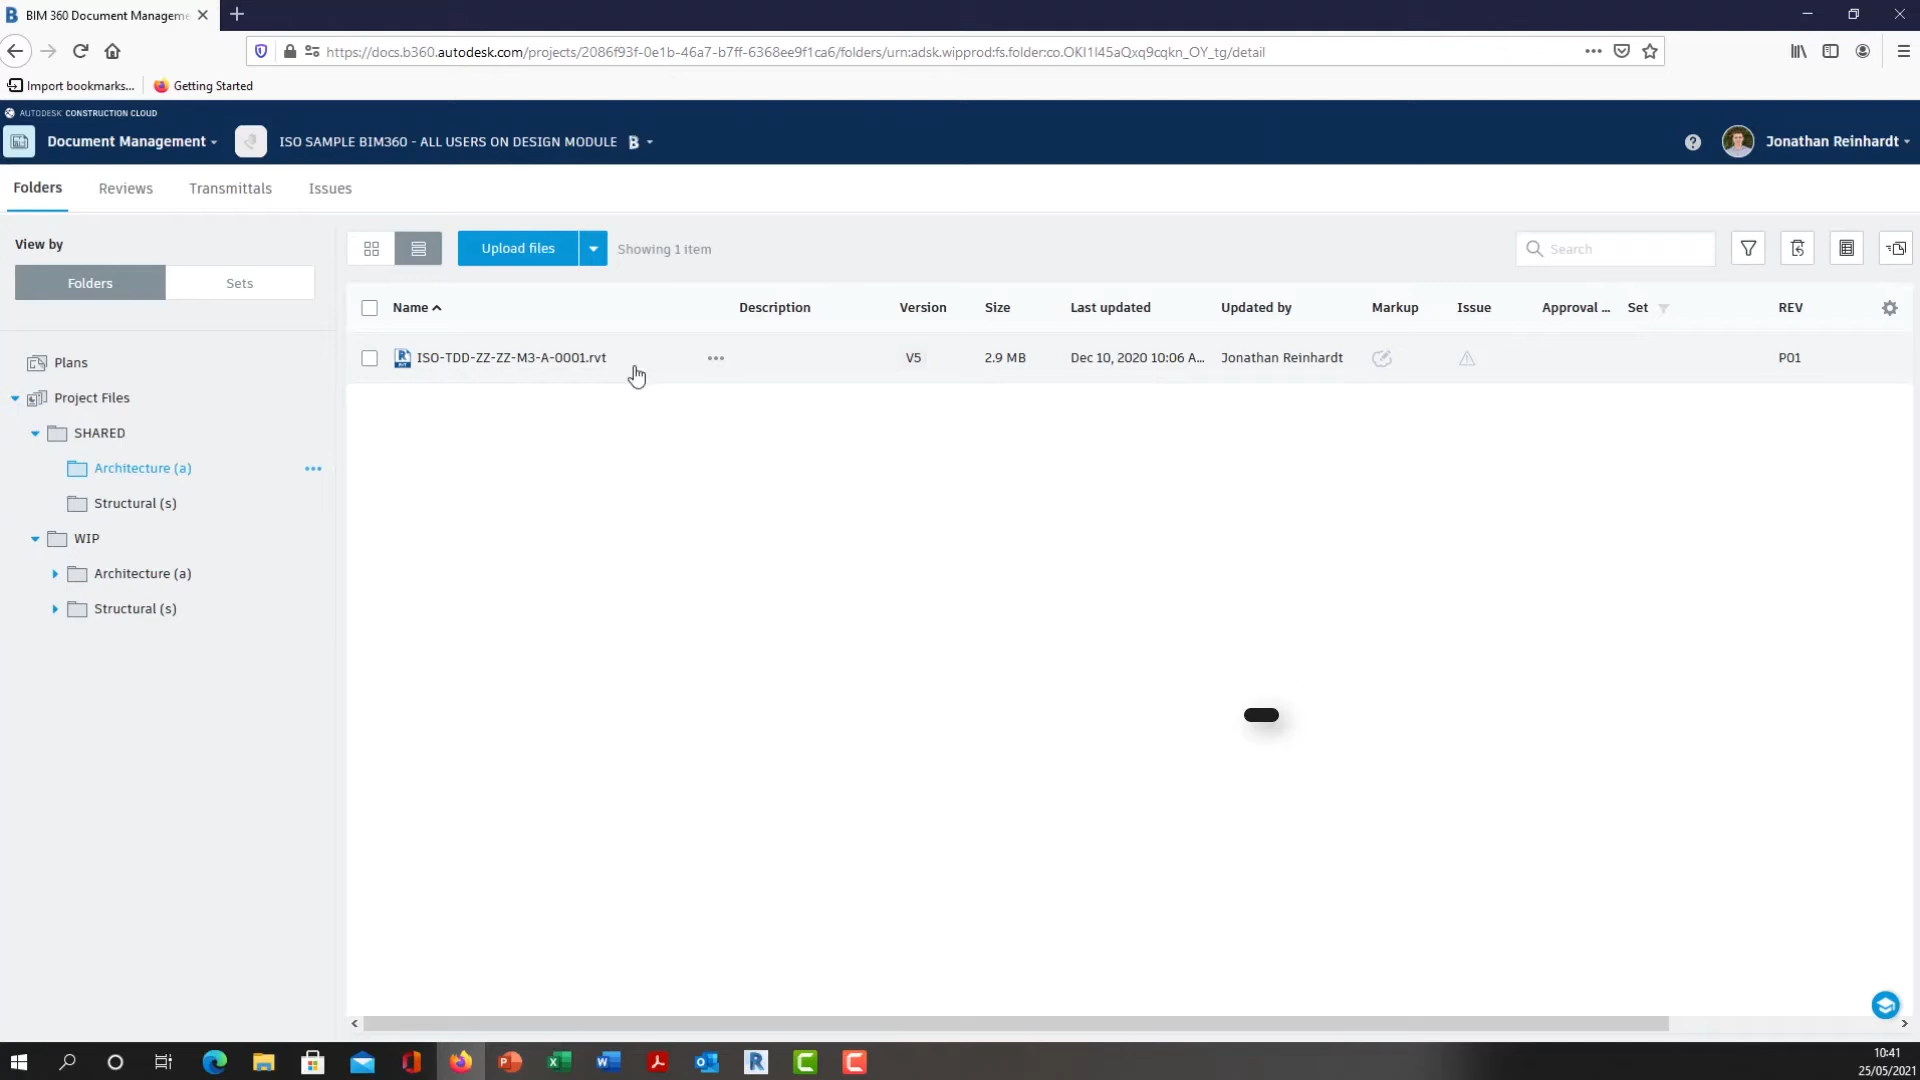 BIM 360 Document Manageme
https://docs.b360.autodesk.com/projects/2086f93f-0e1b-46a7-b7ff-6368ee9f1ca6/folders/urn:adsk.wipprod:fs.folder:co.OKI1I45aQxq9cqkn_OY_tg/detail
Import bookmarks... Getting Started
AUTODESK CONSTRUCTION CLOUD
Document Management ISO SAMPLE BIM360 - ALL USERS ON DESIGN MODULE B Jonathan Reinhardt
Folders Reviews Transmittals Issues
View by
Folders Sets
Upload files Showing 1 item Search
Name Description Version Size Last updated Updated by Markup Issue Approval ... Set REV
ISO-TDD-ZZ-ZZ-M3-A-0001.rvt V5 2.9 MB Dec 10, 2020 10:06 A... Jonathan Reinhardt P01
Plans
Project Files
SHARED
Architecture (a)
Structural (s)
WIP
Architecture (a)
Structural (s)
10:41
25/05/2021